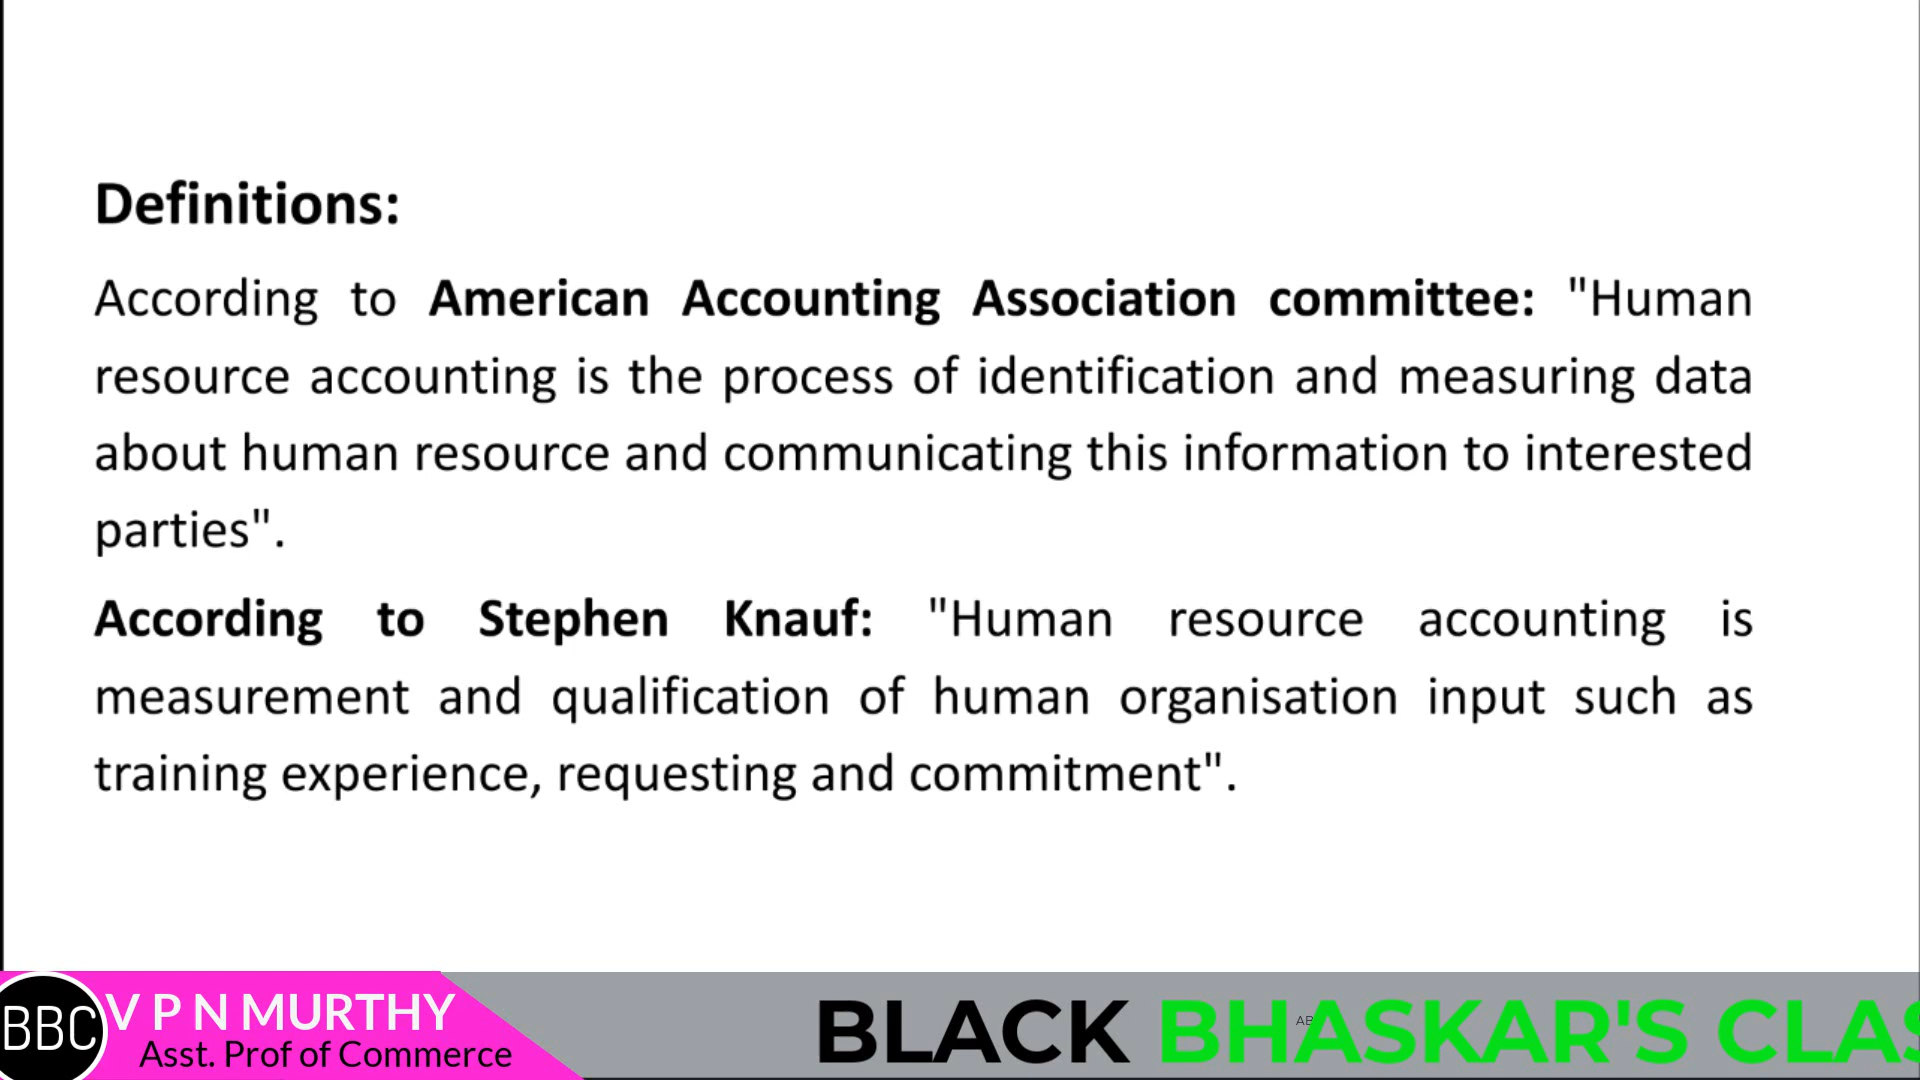 Definitions:
According to American Accounting Association committee: "Human
resource accounting is the process of identification and measuring data
about human resource and communicating this information to interested
parties".
According to Stephen Knauf: "Human resource accounting is
measurement and qualification of human organisation input such as
training experience, requesting and commitment".
BBC
V P N MURTHY
Asst. Prof of Commerce
BLACK BHASKAR'S CLAS